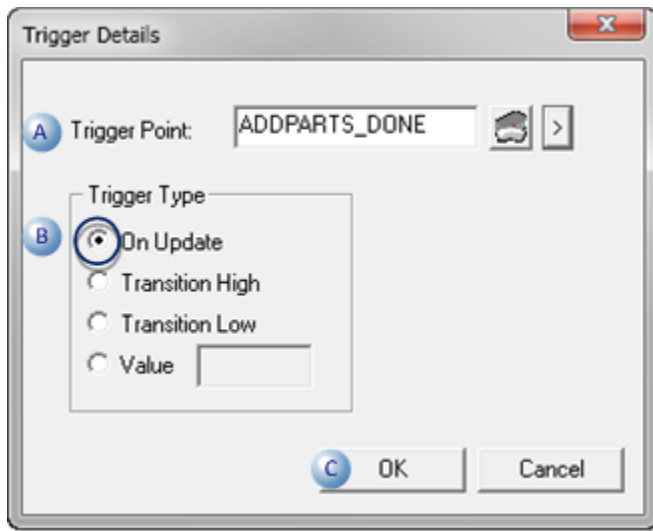 Trigger Details
A Trigger Point: ADDPARTS_DONE >
Trigger Type
B On Update
Transition High
Transition Low
Value
C OK Cancel